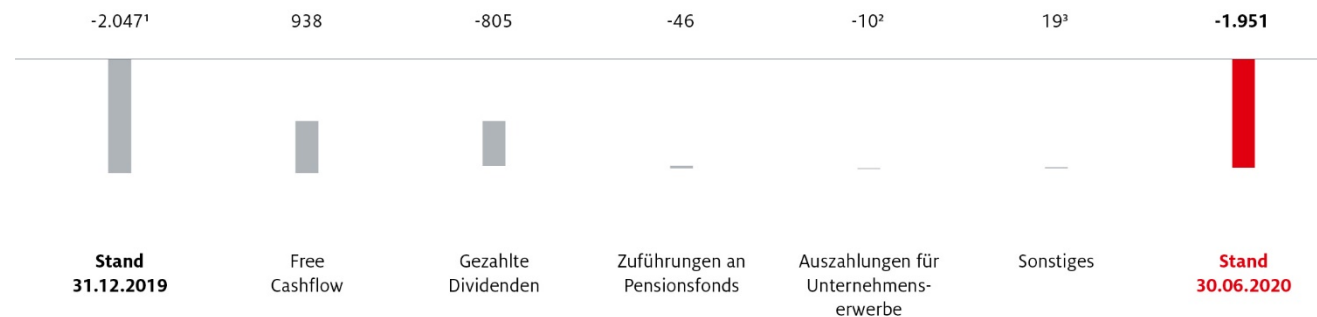 -2.047¹ 938 -805 -46 -10² 19³ -1.951
Stand
31.12.2019
Free
Cashflow
Gezahlte
Dividenden
Zuführungen an
Pensionsfonds
Auszahlungen für
Unternehmens-
erwerbe
Sonstiges
Stand
30.06.2020